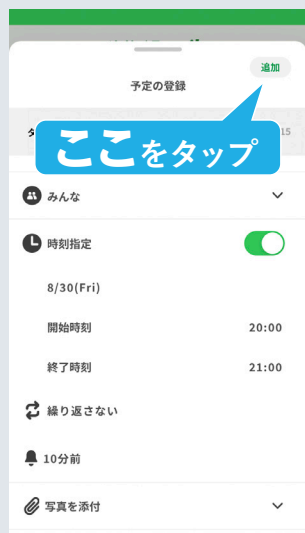 追加
予定の登録
ここをタップ
15
みんな
時刻指定
8/30(Fri)
開始時刻 20:00
終了時刻 21:00
繰り返さない
10分前
写真を添付